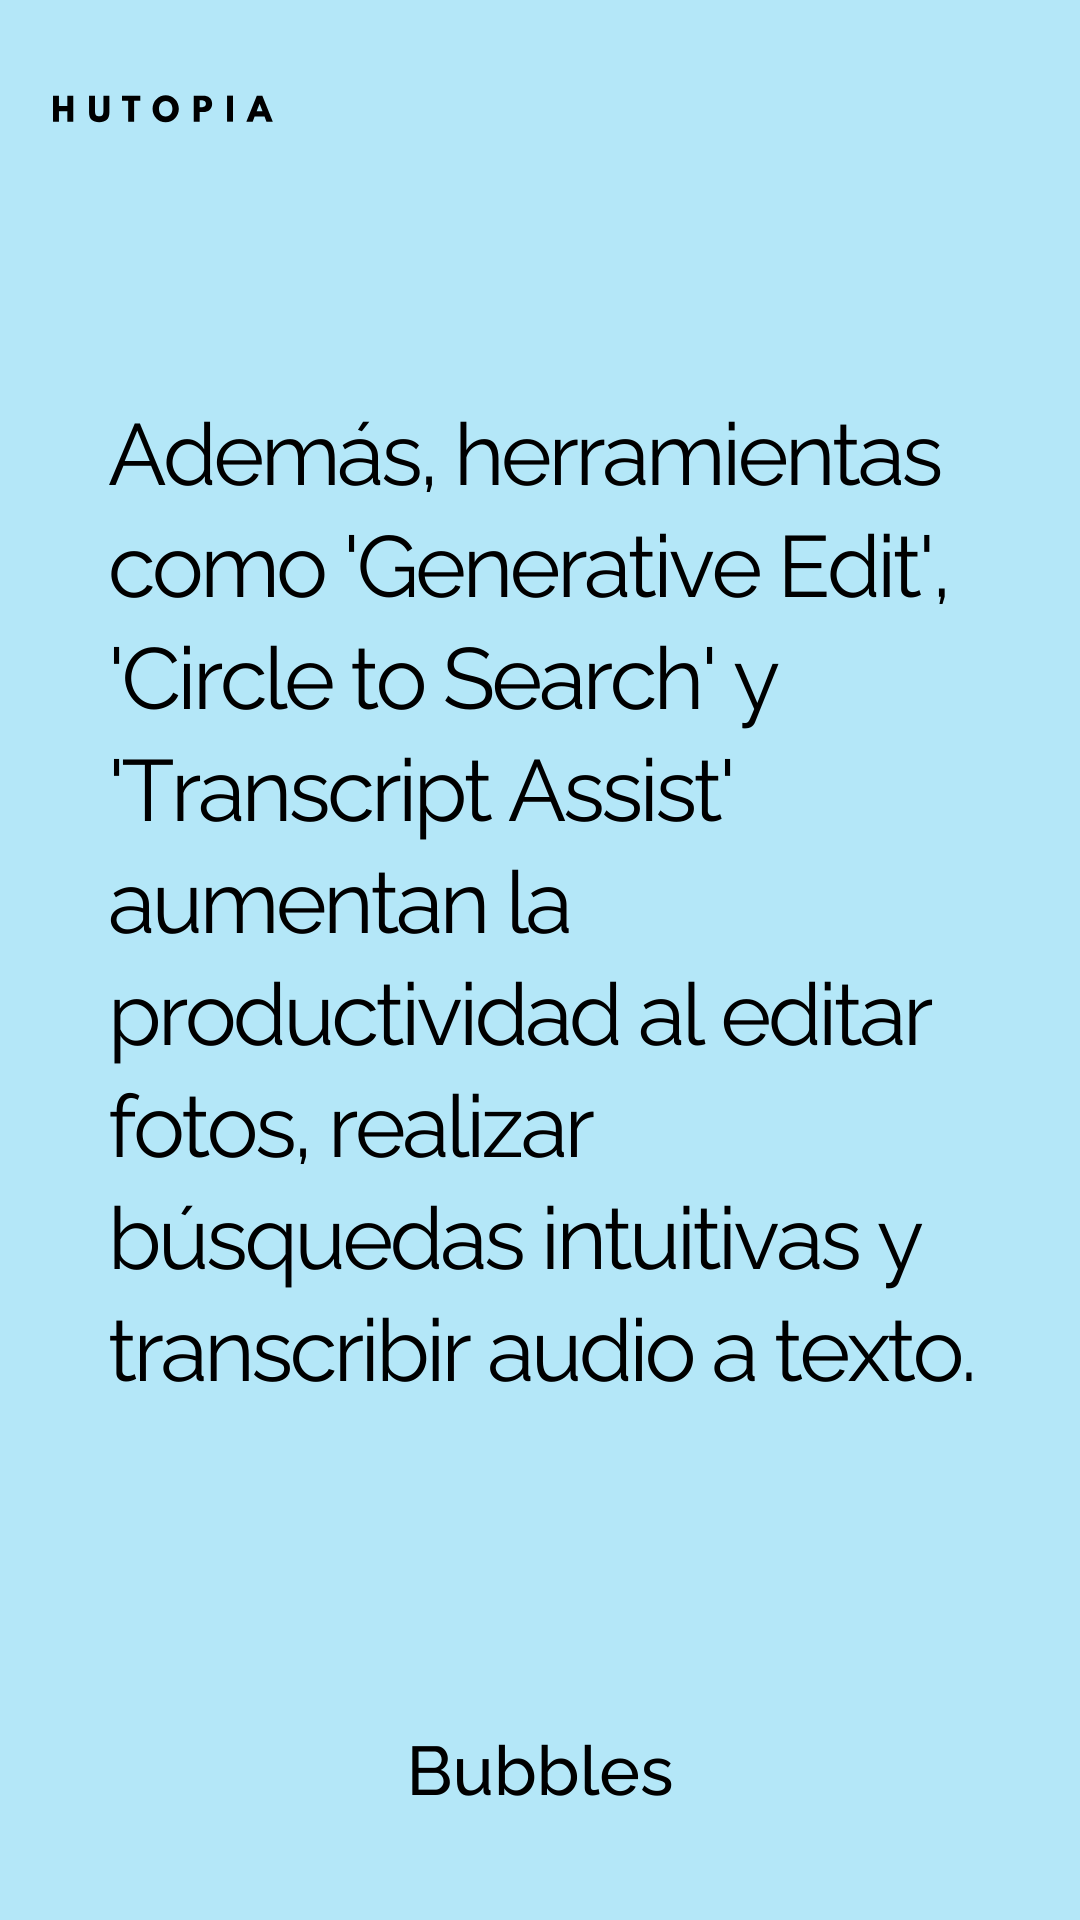 HUTOPIA
Además, herramientas
como 'Generative Edit',
'Circle to Search' y
'Transcript Assist'
aumentan la
productividad al editar
fotos, realizar
búsquedas intuitivas y
transcribir audio a texto.
Bubbles